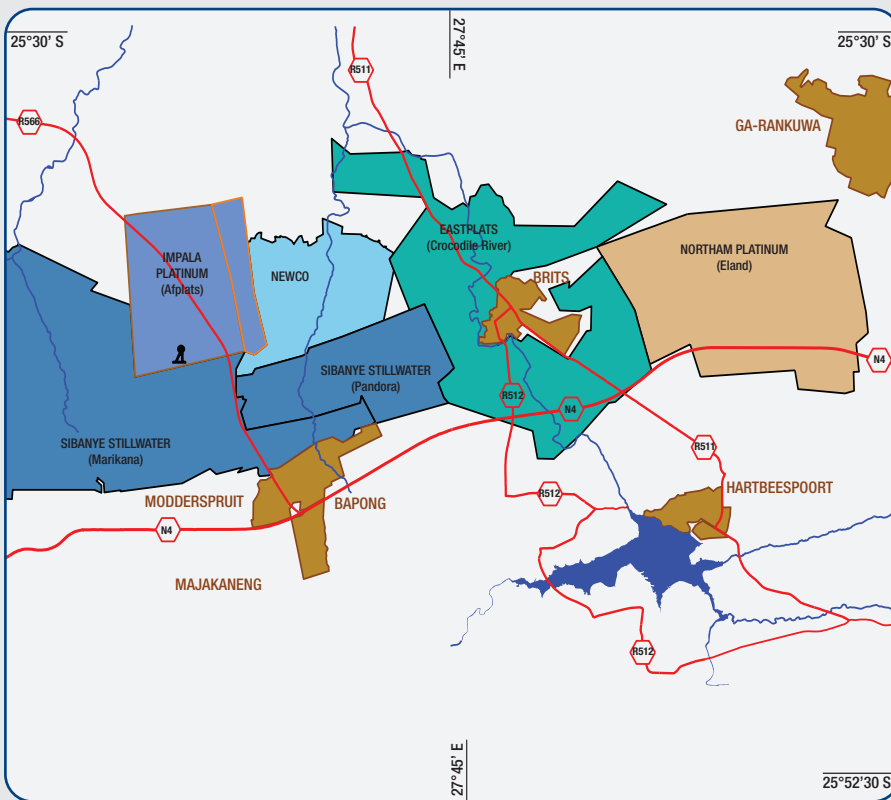 25°30' S
27°45' E
25°30' S
R511
R566
GA-RANKUWA
EASTPLATS
(Crocodile River)
IMPALA
PLATINUM
(Afplats)
NEWCO
NORTHAM PLATINUM
(Eland)
BRITS
N4
SIBANYE STILLWATER
(Pandora)
R512
N4
SIBANYE STILLWATER
(Marikana)
R511
HARTBEESPOORT
R512
MODDERSPRUIT
BAPONG
N4
MAJAKANENG
R512
27°45' E
25°52'30 S